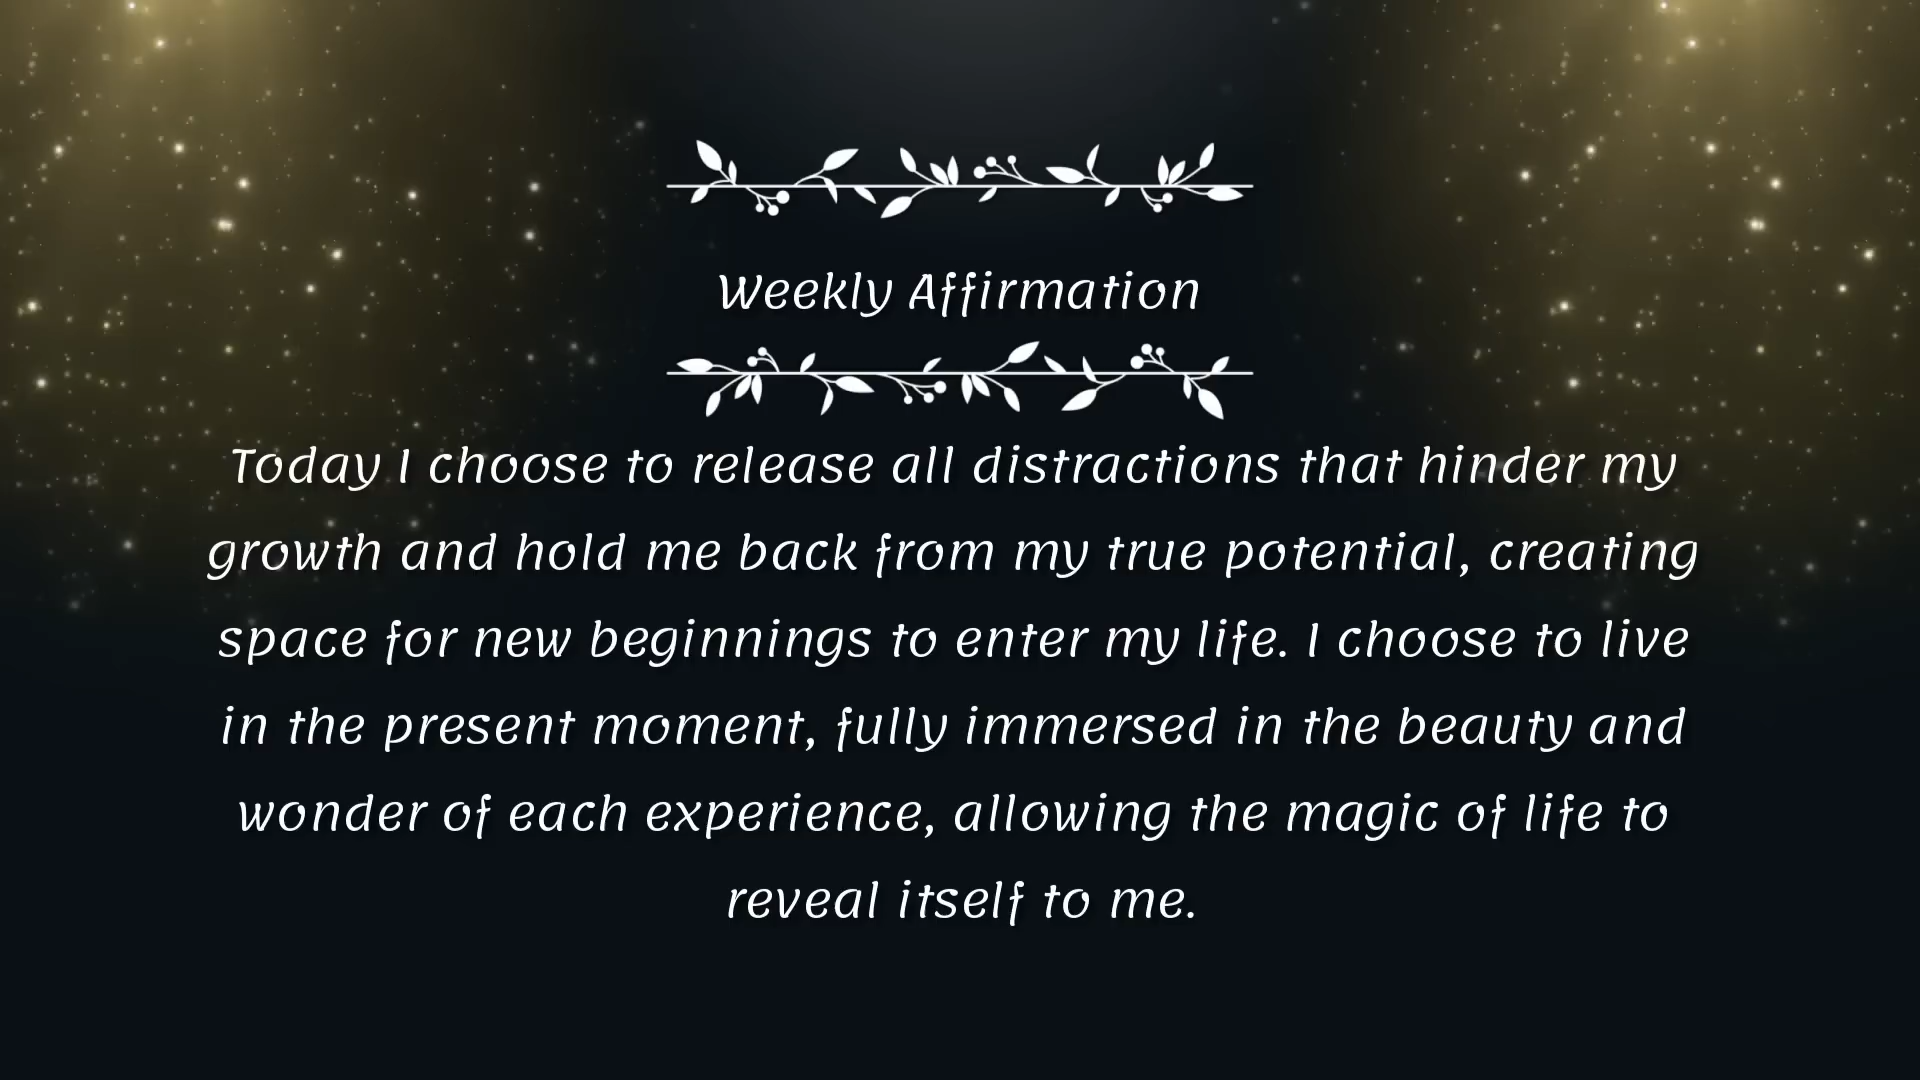 Weekly Affirmation
Today I choose to release all distractions that hinder my
growth and hold me back from my true potential, creating
space for new beginnings to enter my life. I choose to live
in the present moment, fully immersed in the beauty and
wonder of each experience, allowing the magic of life to
reveal itself to me.